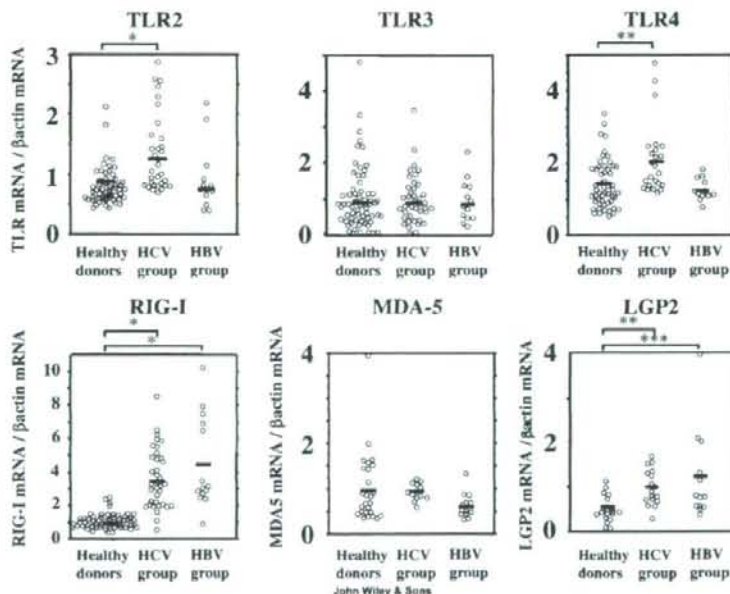 TLR2
TLR3
TLR4
*
**
TLR mRNA / βactin mRNA
3
2
1
0
4
2
0
4
2
0
Healthy donors
HCV group
HBV group
Healthy donors
HCV group
HBV group
Healthy donors
HCV group
HBV group
RIG-I
MDA-5
LGP2
*
*
**
***
RIG-I mRNA / βactin mRNA
10
8
6
4
2
0
MDA5 mRNA / βactin mRNA
4
2
0
LGP2 mRNA / βactin mRNA
4
2
0
Healthy donors
HCV group
HBV group
Healthy donors
HCV group
HBV group
Healthy donors
HCV group
HBV group
John Wiley & Sons